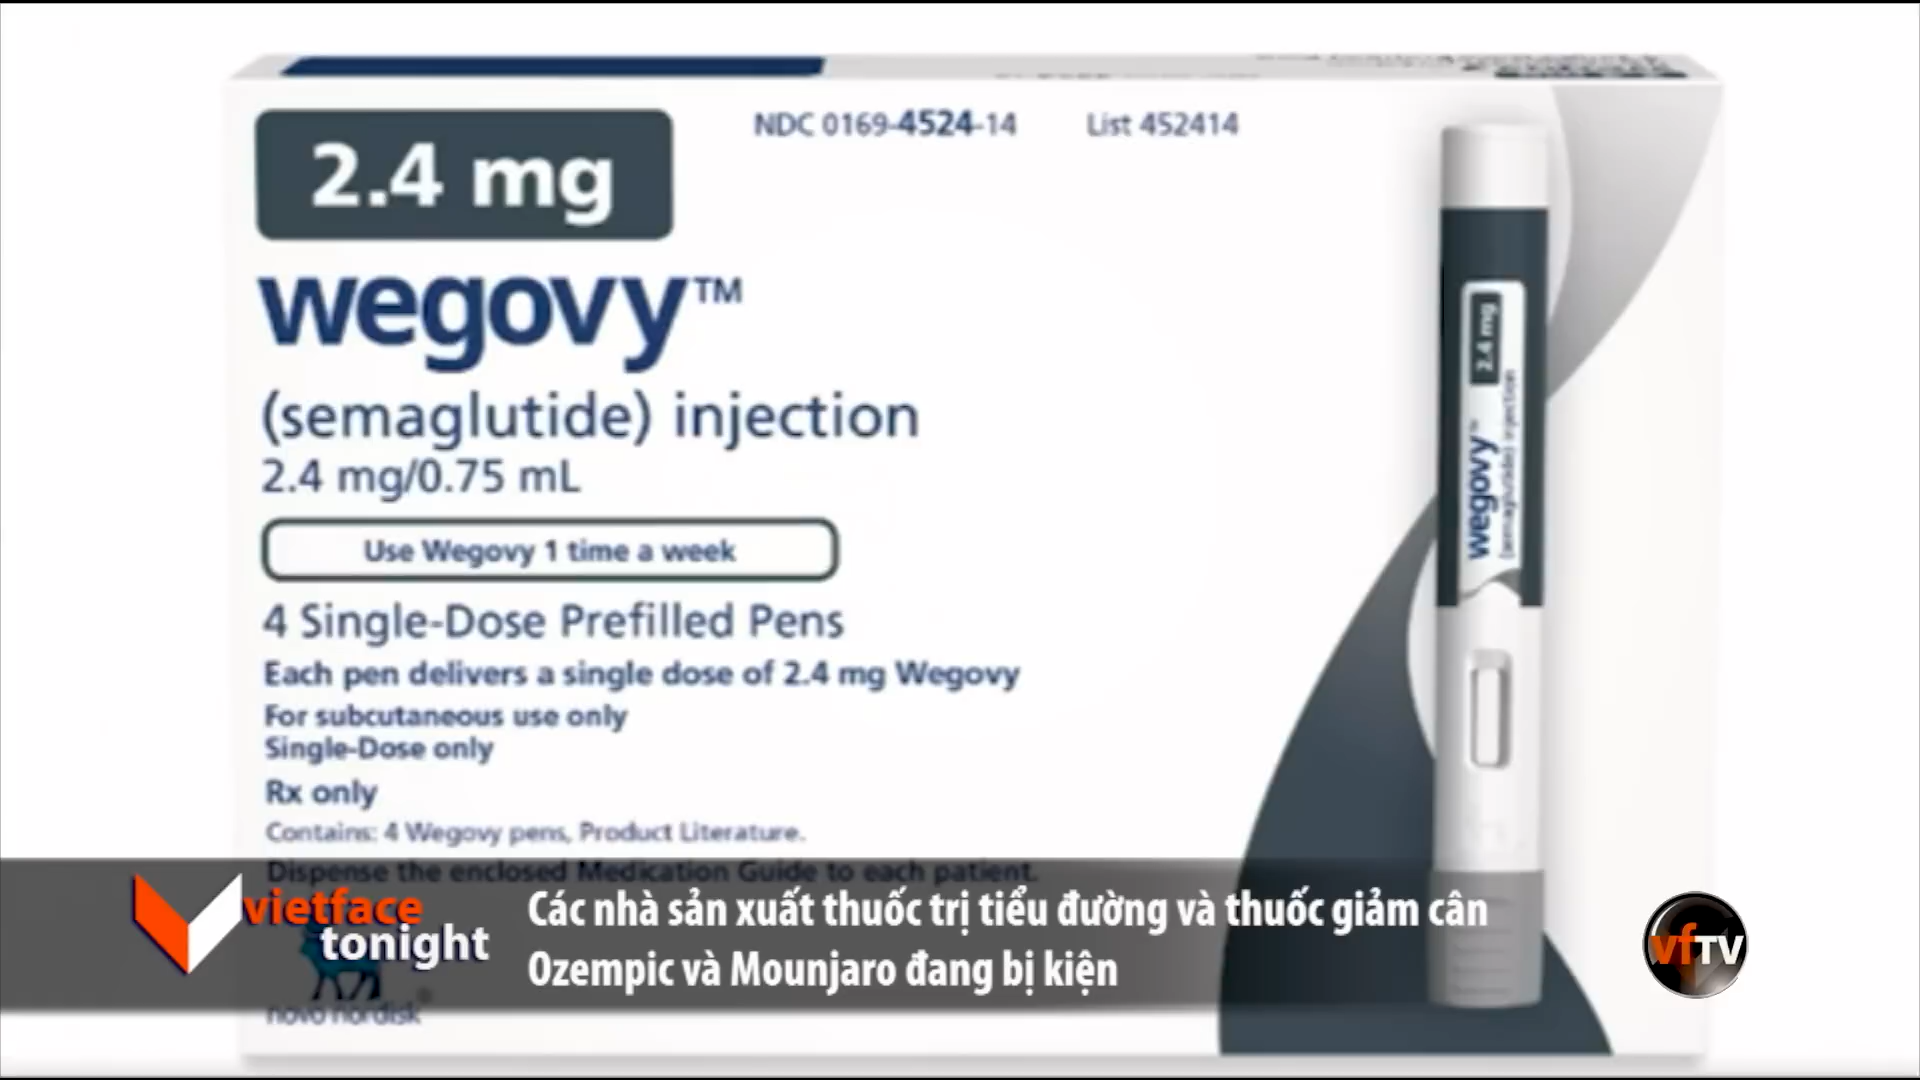 2.4 mg
NDC 0169-4524-14 List 452414
wegovy™
(semaglutide) injection
2.4 mg/0.75 mL
Use Wegovy 1 time a week
4 Single-Dose Prefilled Pens
Each pen delivers a single dose of 2.4 mg Wegovy
For subcutaneous use only
Single-Dose only
Rx only
Contains: 4 Wegovy pens, Product Literature.
Dispense the enclosed Medication Guide to each patient.
novo nordisk®
2.4 mg
wegovy™
(semaglutide) injection
vietface
tonight
Các nhà sản xuất thuốc trị tiểu đường và thuốc giảm cân
Ozempic và Mounjaro đang bị kiện
vfTV